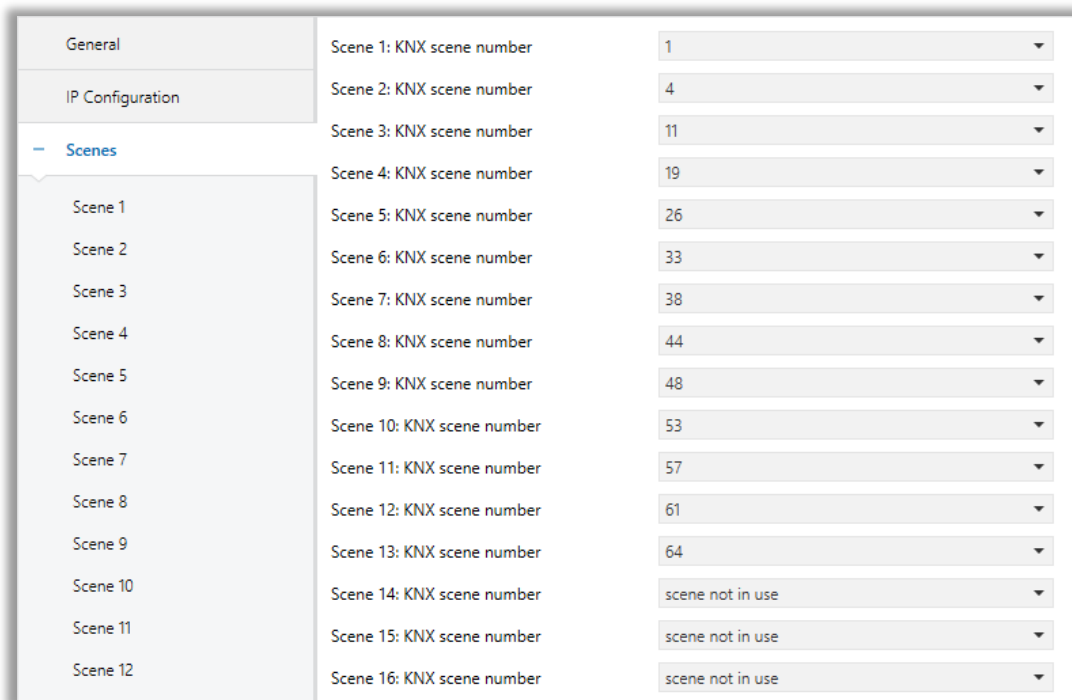 General
IP Configuration
− Scenes
Scene 1
Scene 2
Scene 3
Scene 4
Scene 5
Scene 6
Scene 7
Scene 8
Scene 9
Scene 10
Scene 11
Scene 12
Scene 1: KNX scene number 1
Scene 2: KNX scene number 4
Scene 3: KNX scene number 11
Scene 4: KNX scene number 19
Scene 5: KNX scene number 26
Scene 6: KNX scene number 33
Scene 7: KNX scene number 38
Scene 8: KNX scene number 44
Scene 9: KNX scene number 48
Scene 10: KNX scene number 53
Scene 11: KNX scene number 57
Scene 12: KNX scene number 61
Scene 13: KNX scene number 64
Scene 14: KNX scene number scene not in use
Scene 15: KNX scene number scene not in use
Scene 16: KNX scene number scene not in use